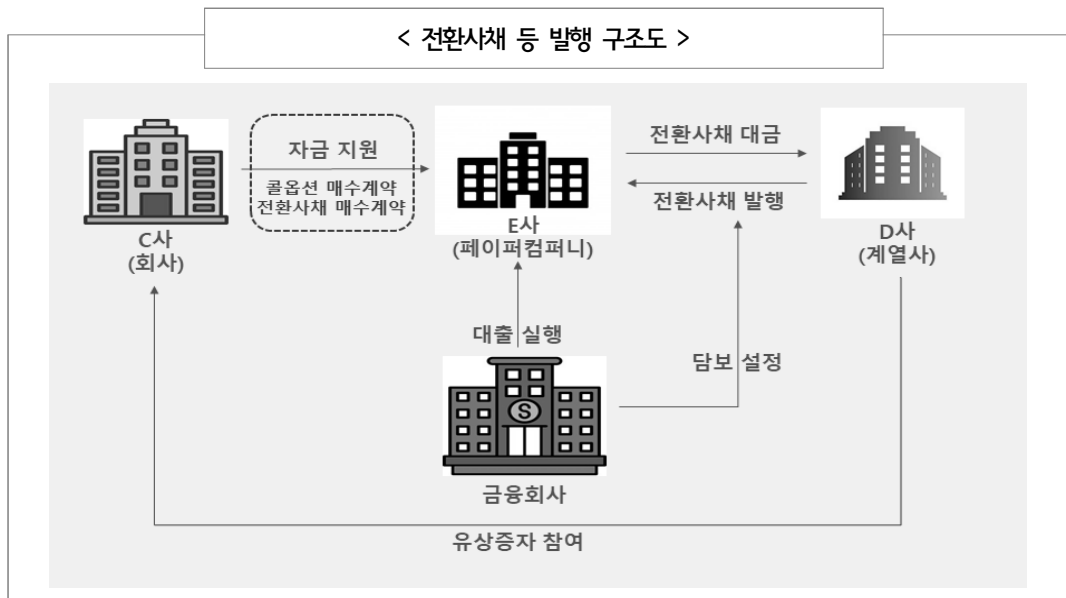 < 전환사채 등 발행 구조도 >
자금 지원
콜옵션 매수계약
전환사채 매수계약
전환사채 대금
전환사채 발행
C사
(회사)
E사
(페이퍼컴퍼니)
D사
(계열사)
대출 실행
담보 설정
S
금융회사
유상증자 참여